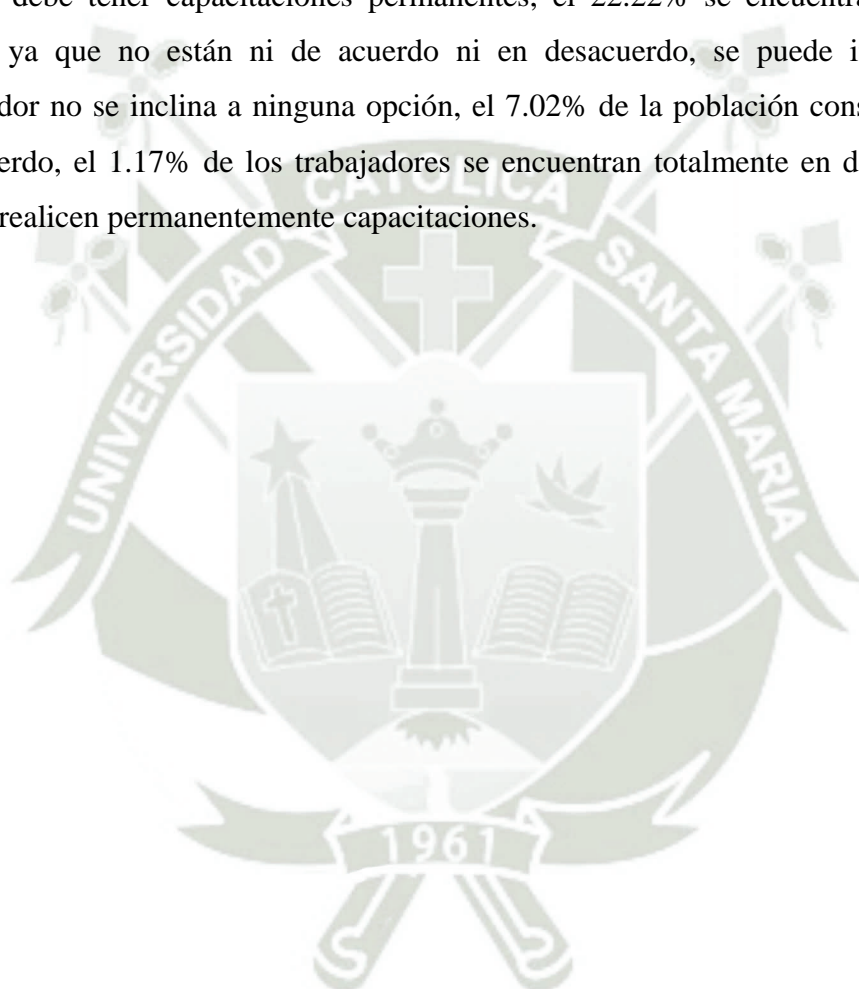 debe tener capacitaciones permanentes, el 22.22% se encuentra
ya que no están ni de acuerdo ni en desacuerdo, se puede i
dor no se inclina a ninguna opción, el 7.02% de la población cons
erdo, el 1.17% de los trabajadores se encuentran totalmente en d
realicen permanentemente capacitaciones.
UNIVERSIDAD CATOLICA SANTA MARIA
1961